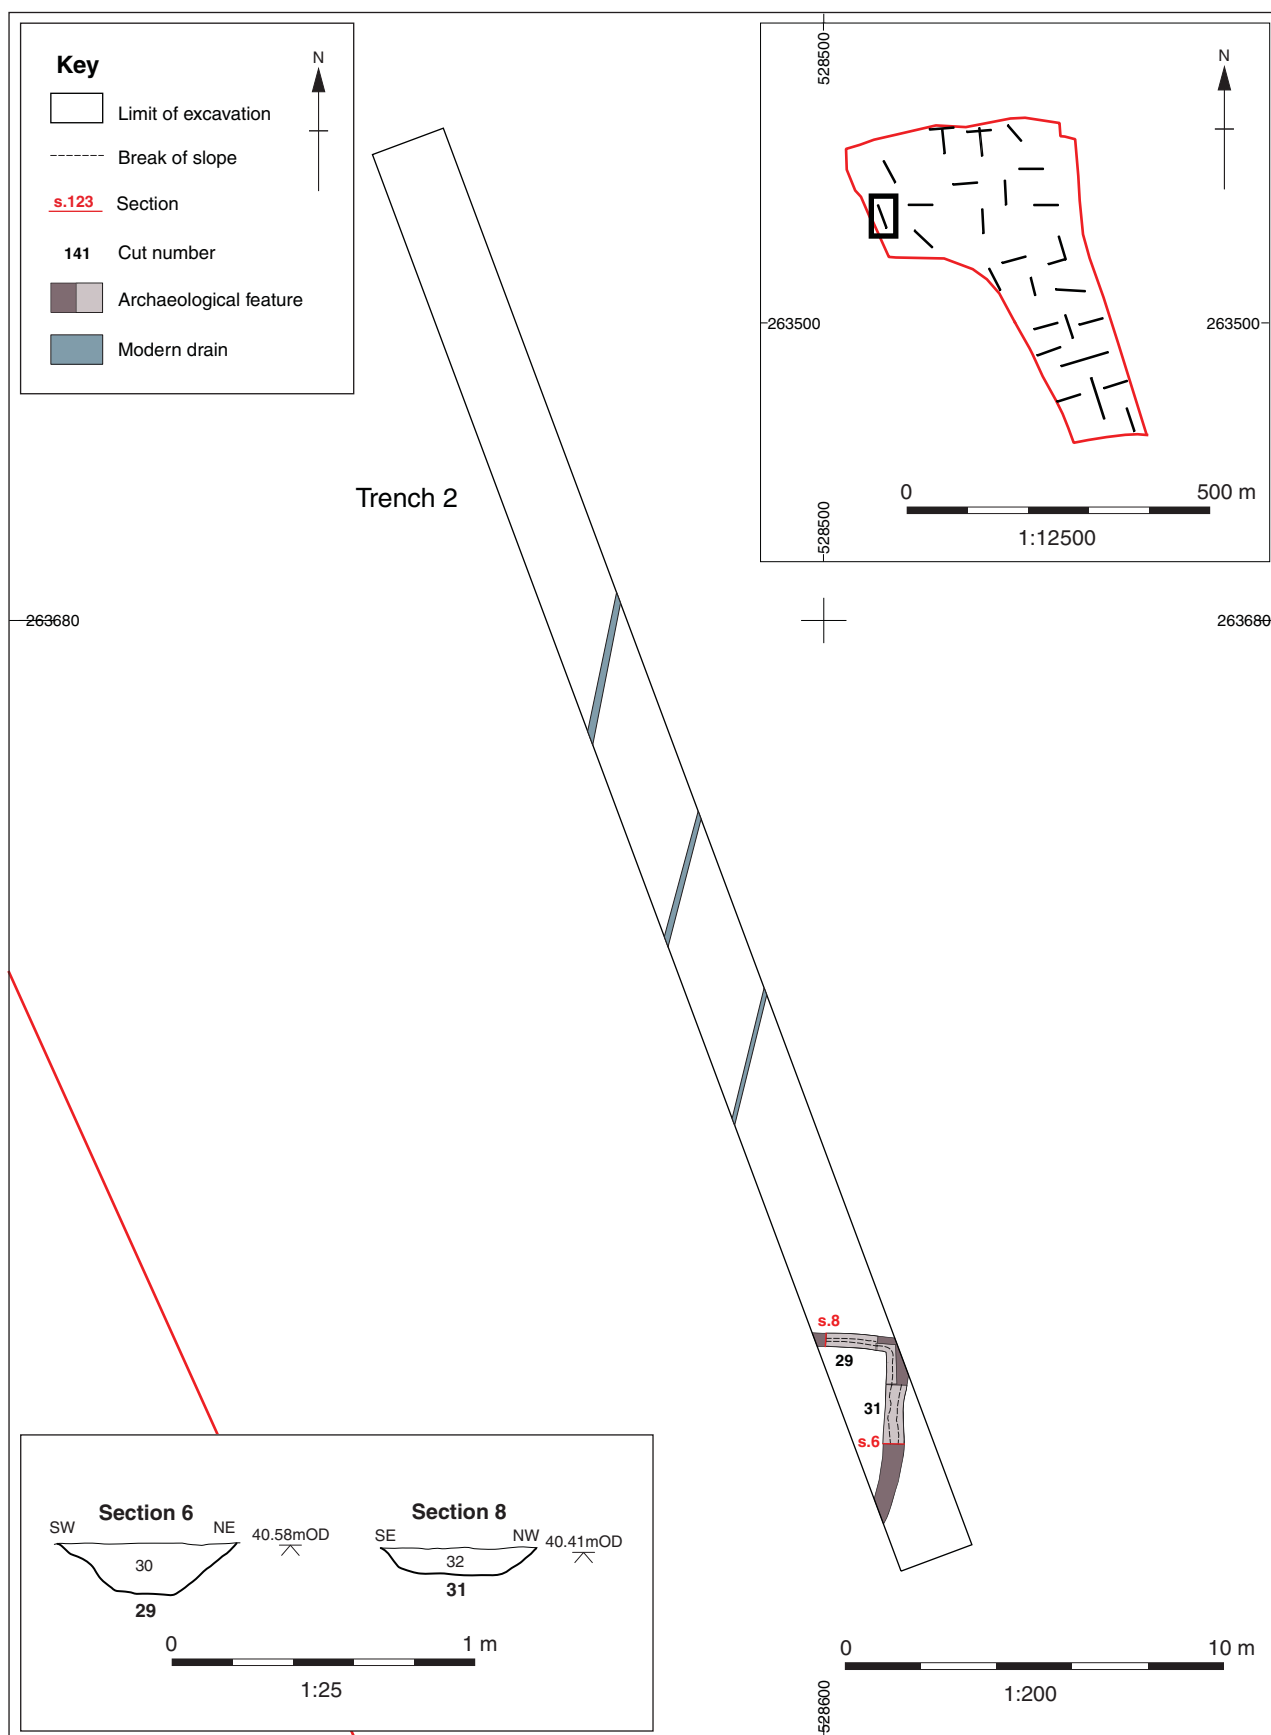 Key
N
Limit of excavation
Break of slope
s.123 Section
141 Cut number
Archaeological feature
Modern drain
528500
N
263500
263500
528500
0 500 m
1:12500
Trench 2
263680
263680
s.8
29
31
s.6
Section 6
SW NE 40.58mOD
30
29
Section 8
SE NW 40.41mOD
32
31
0 1 m
1:25
0 10 m
1:200
528600